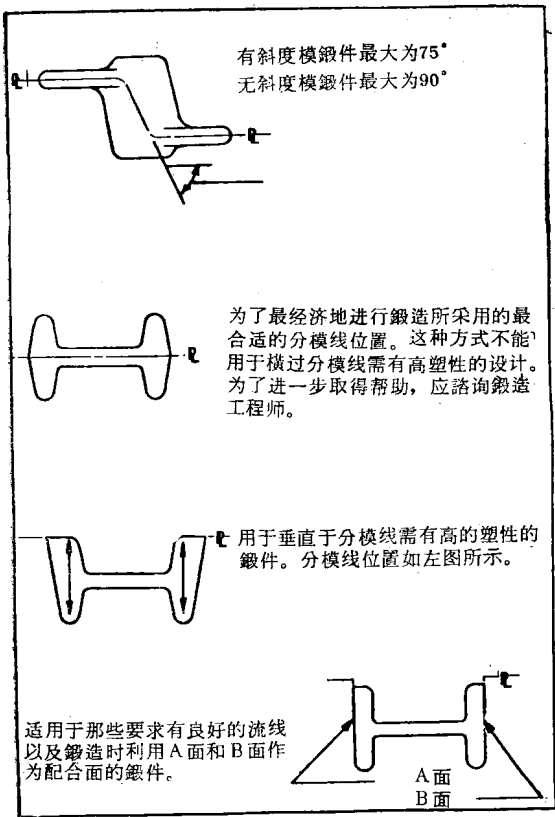 有斜度模鍛件最大为75°
无斜度模鍛件最大为90°
PL
PL
为了最经济地进行鍛造所采用的最
合适的分模线位置。这种方式不能
用于横过分模线需有高塑性的设计。
为了进一步取得帮助，应諮询鍛造
工程师。
PL
PL
用于垂直于分模线需有高的塑性的
鍛件。分模线位置如左图所示。
PL
适用于那些要求有良好的流线
以及鍛造时利用A面和B面作
为配合面的鍛件。
A面
B面